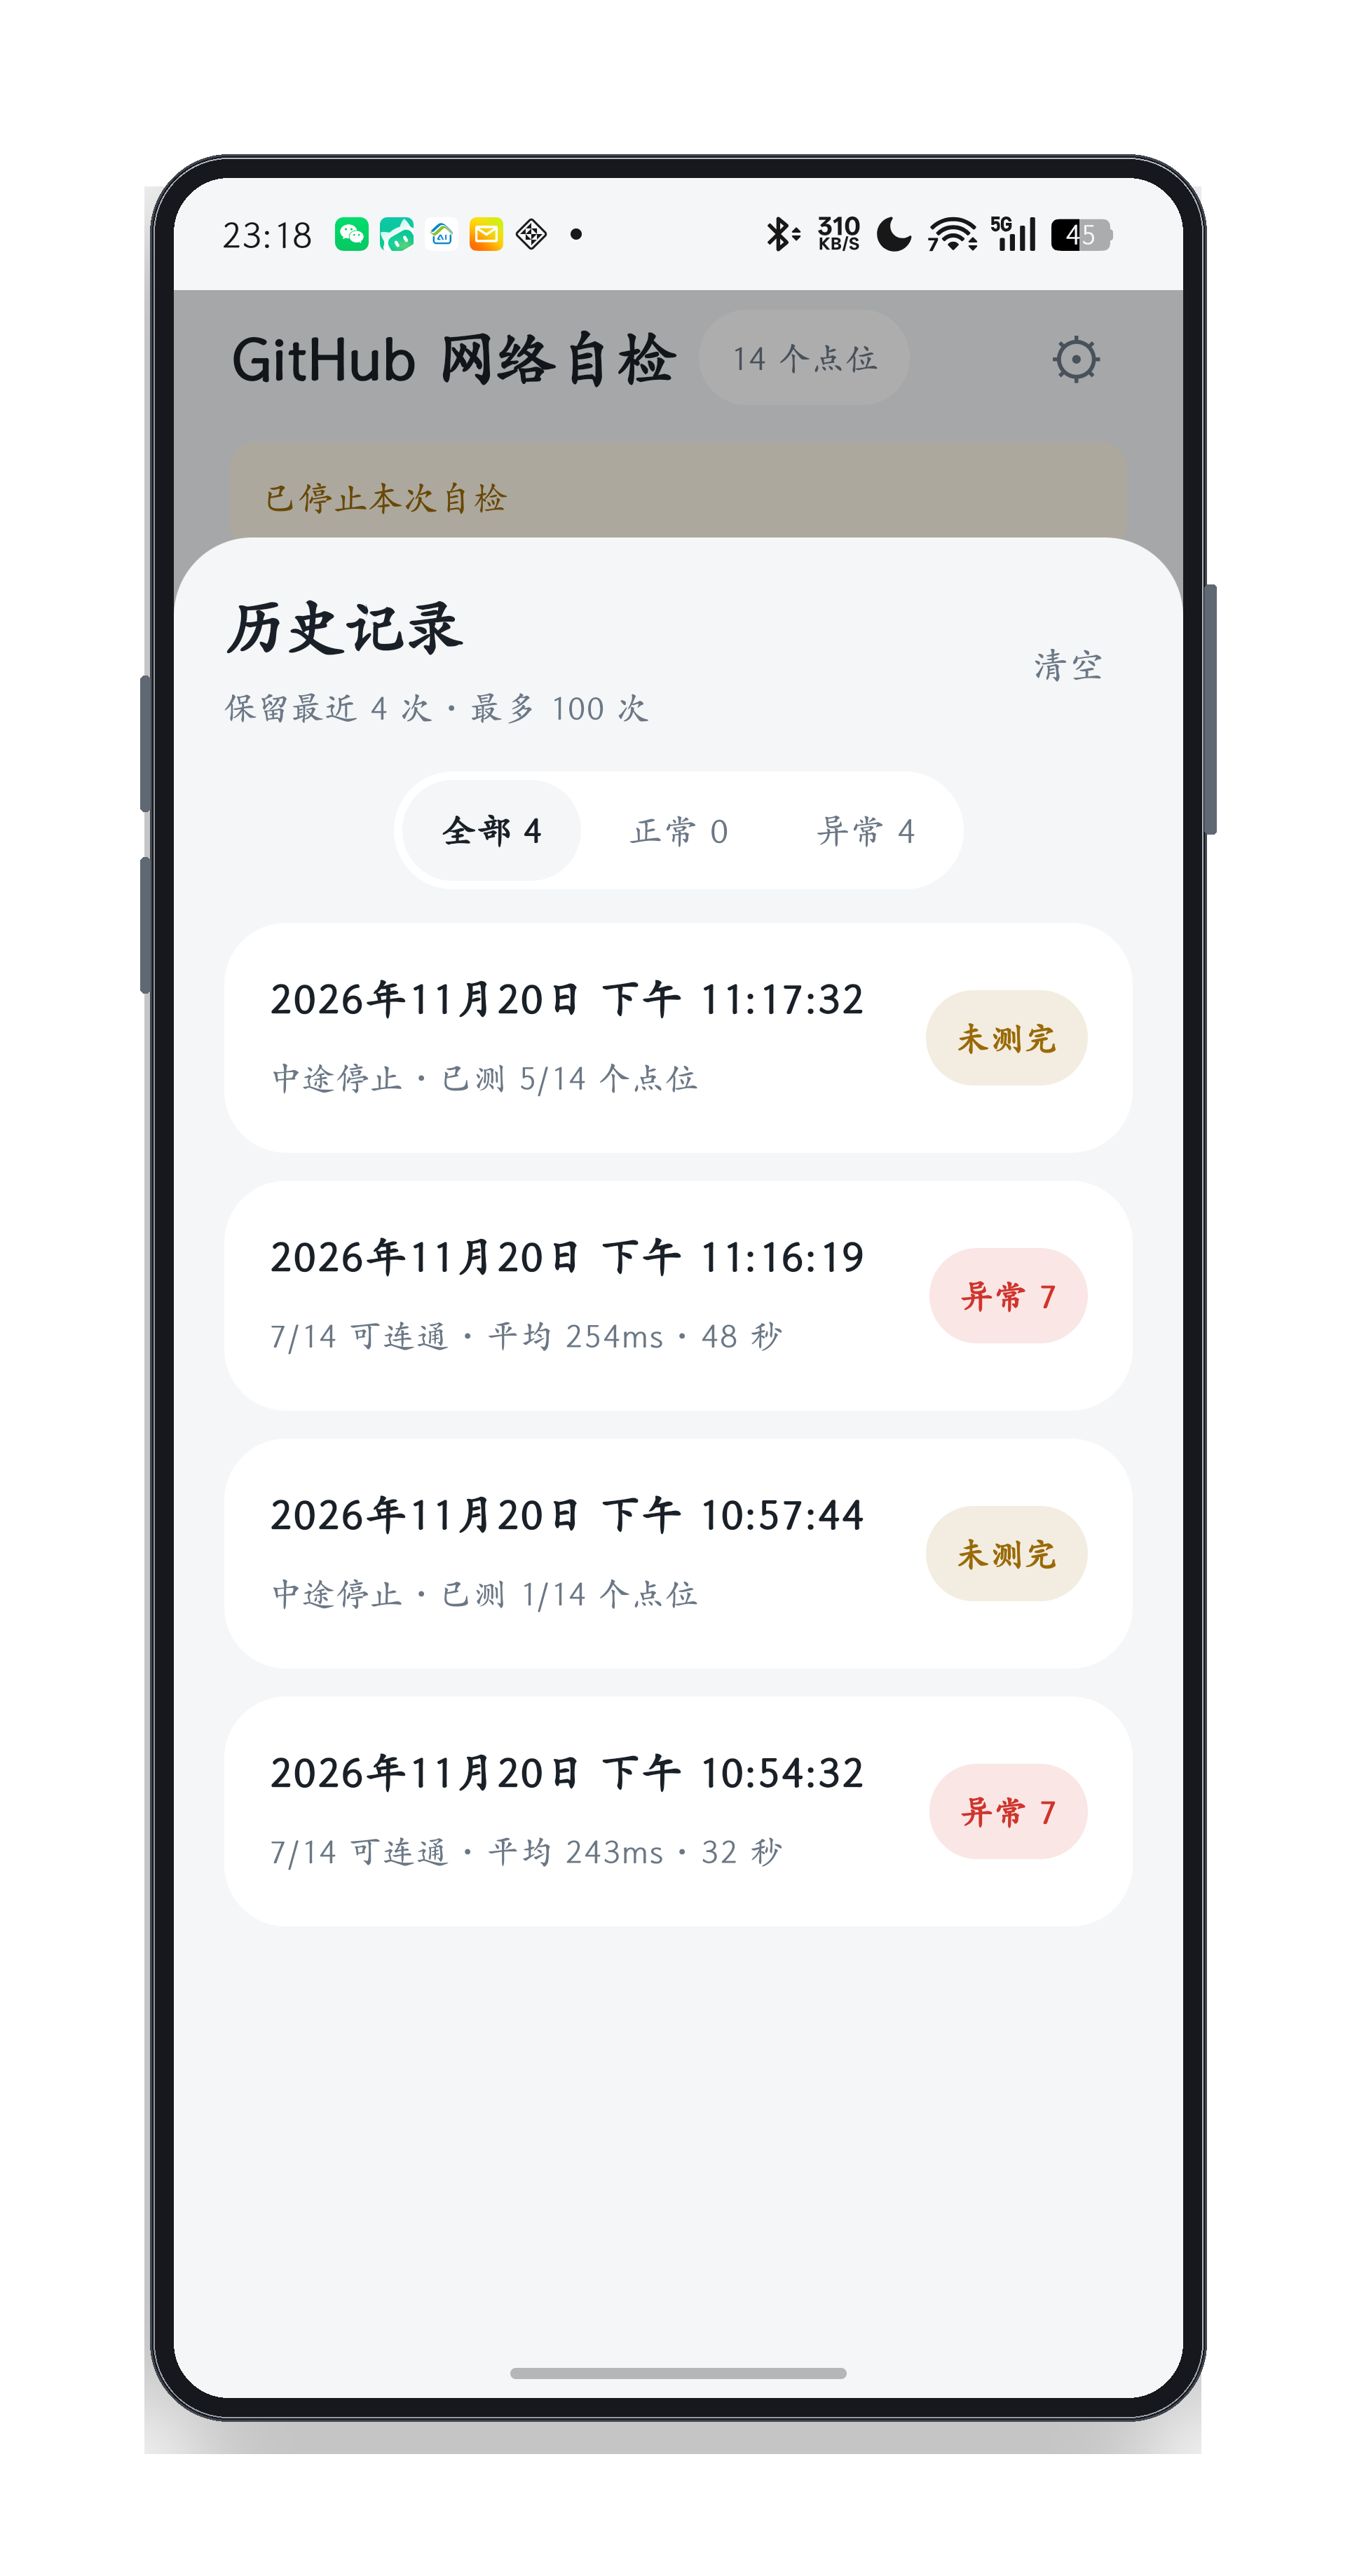 23:18
310 KB/S
7
5G
45
GitHub 网络自检
14 个点位
已停止本次自检
历史记录
保留最近 4 次 · 最多 100 次
清空
全部 4
正常 0
异常 4
2026年11月20日 下午 11:17:32
中途停止 · 已测 5/14 个点位
未测完
2026年11月20日 下午 11:16:19
7/14 可连通 · 平均 254ms · 48 秒
异常 7
2026年11月20日 下午 10:57:44
中途停止 · 已测 1/14 个点位
未测完
2026年11月20日 下午 10:54:32
7/14 可连通 · 平均 243ms · 32 秒
异常 7